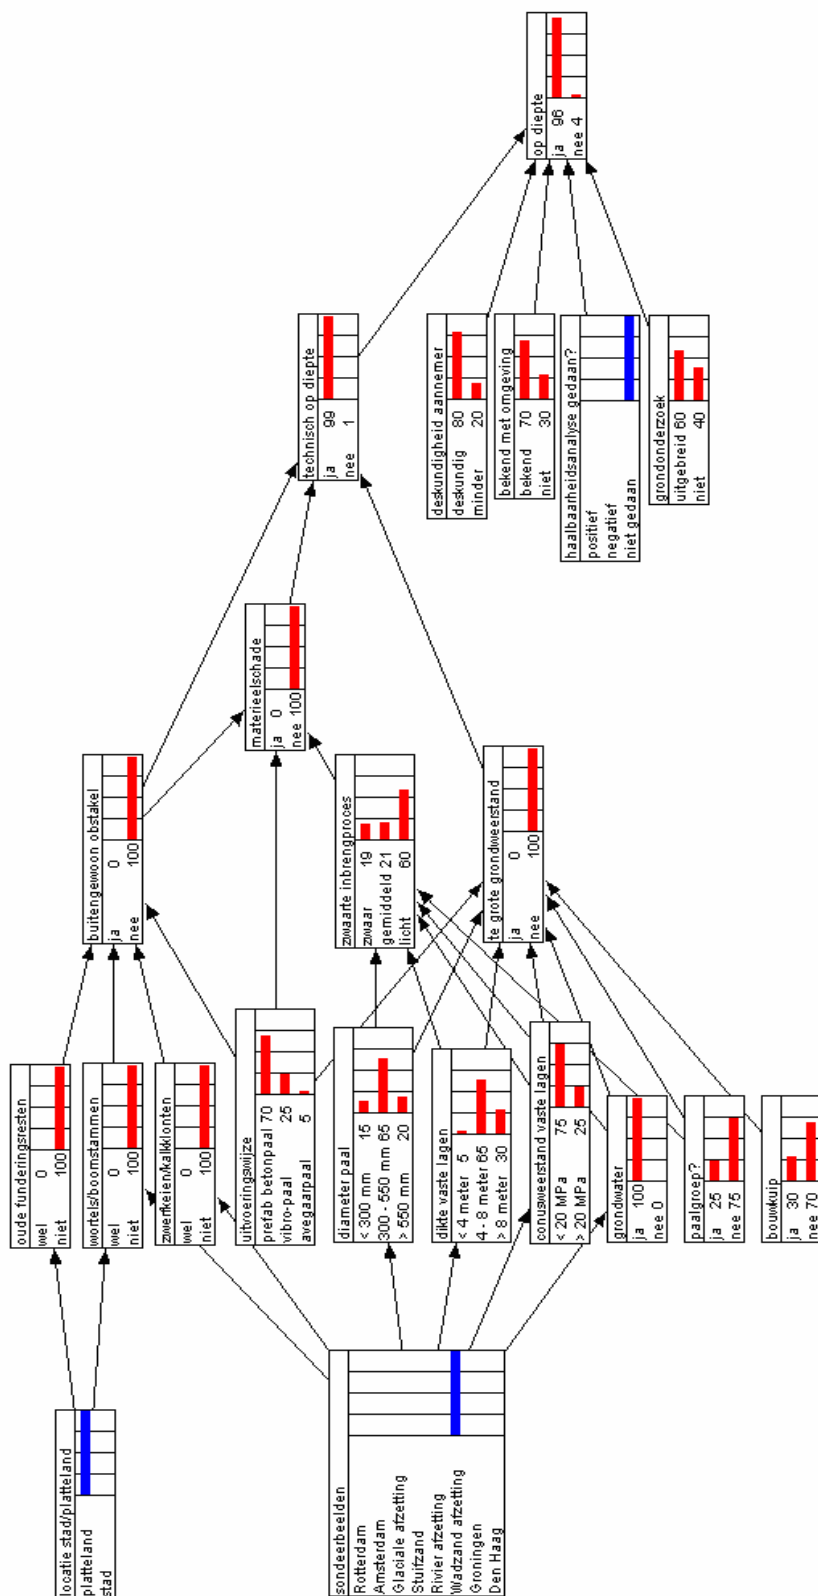 locatie stad/platteland
platteland
stad
sondeerbeelden
Rotterdam
Amsterdam
Glaciale afzetting
Stuifzand
Rivier afzetting
Wadzand afzetting
Groningen
Den Haag
oude funderingsresten
wel 0
niet 100
wortels/boomstammen
wel 0
niet 100
zwerfkeien/kalkklonten
wel 0
niet 100
uitvoeringswijze
prefab betonpaal 70
vibro-paal 25
avegaarpaal 5
diameter paal
< 300 mm 15
300 - 550 mm 65
> 550 mm 20
dikte vaste lagen
< 4 meter 5
4 - 8 meter 65
> 8 meter 30
conusweerstand vaste lagen
< 20 MPa 75
> 20 MPa 25
grondwater
ja 100
nee 0
paalgroep?
ja 25
nee 75
bouwkuip
ja 30
nee 70
buitengewoon obstakel
ja 0
nee 100
zwaarte inbrengproces
zwaar 19
gemiddeld 21
licht 60
te grote grondweerstand
ja 0
nee 100
materieelschade
ja 0
nee 100
technisch op diepte
ja 99
nee 1
deskundigheid aannemer
deskundig 80
minder 20
bekend met omgeving
bekend 70
niet 30
haalbaarheidsanalyse gedaan?
positief
negatief
niet gedaan
grondonderzoek
uitgebreid 60
niet 40
op diepte
ja 96
nee 4